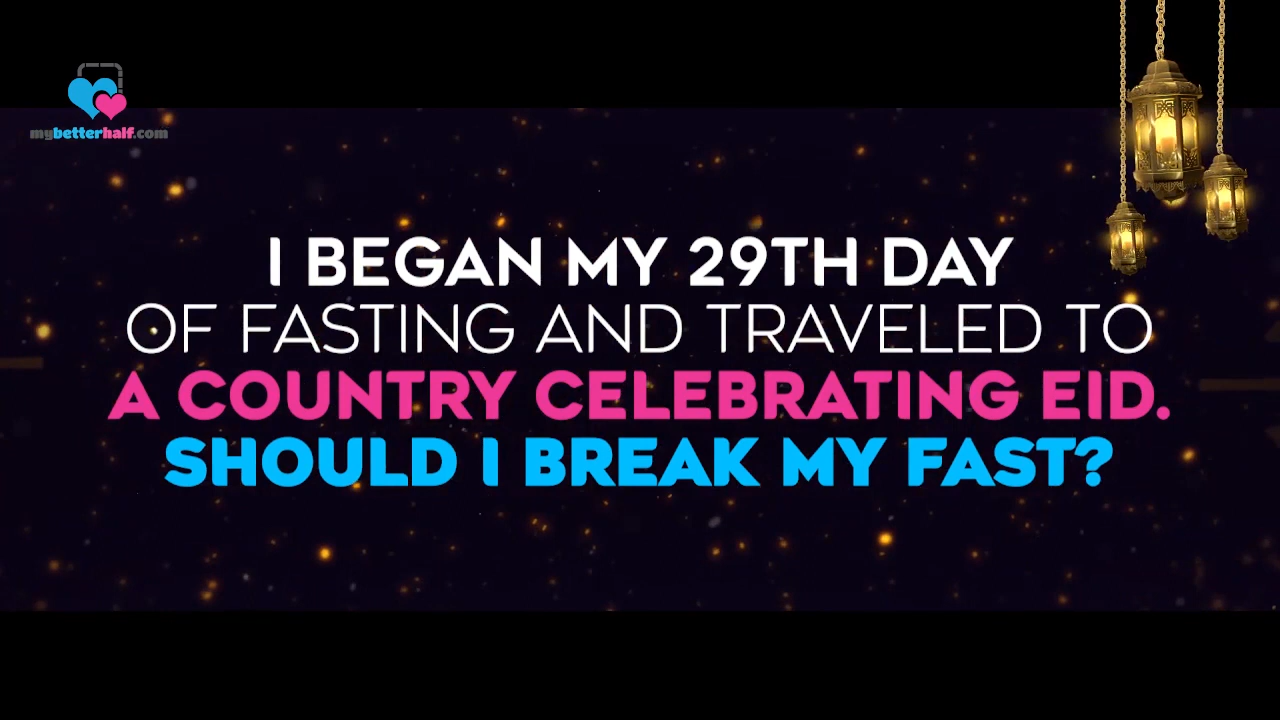 mybetterhalf.com
I BEGAN MY 29TH DAY
OF FASTING AND TRAVELED TO
A COUNTRY CELEBRATING EID.
SHOULD I BREAK MY FAST?